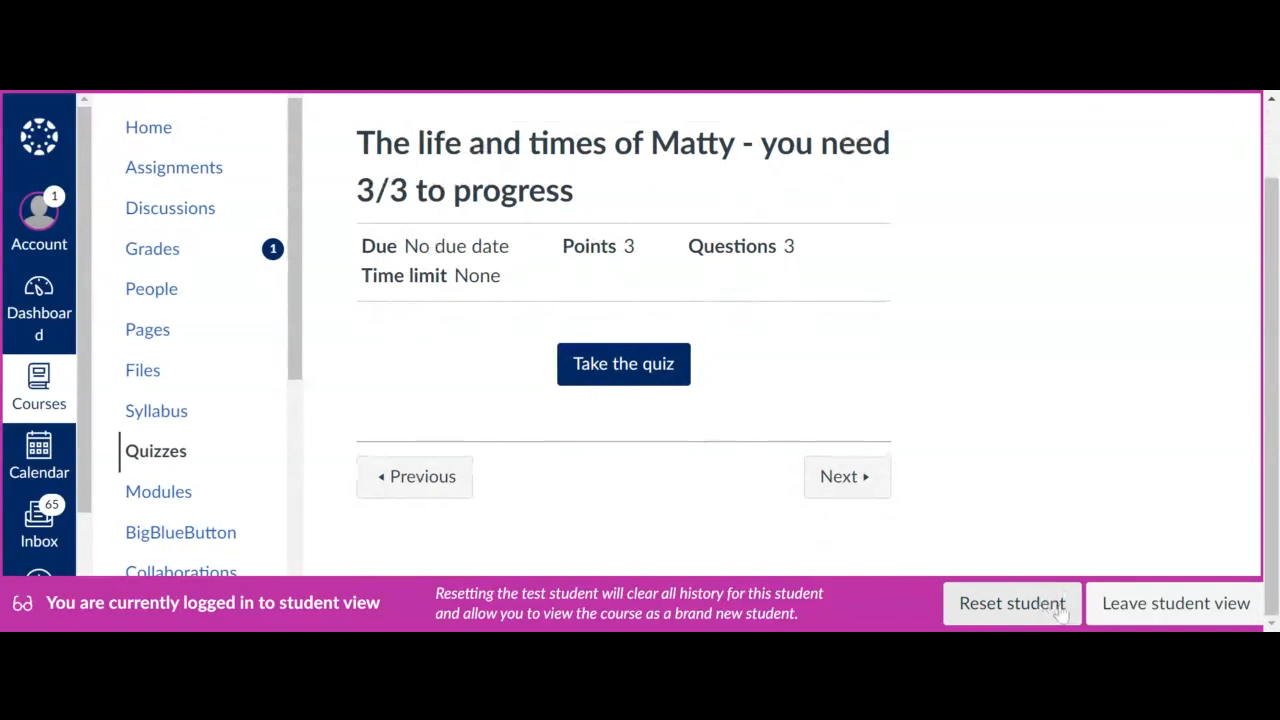 1
Account
Dashboar
d
Courses
Calendar
65
Inbox
Home
Assignments
Discussions
Grades 1
People
Pages
Files
Syllabus
Quizzes
Modules
BigBlueButton
Collaborations
The life and times of Matty - you need
3/3 to progress
Due No due date Points 3 Questions 3
Time limit None
Take the quiz
Previous
Next
You are currently logged in to student view
Resetting the test student will clear all history for this student
and allow you to view the course as a brand new student.
Reset student
Leave student view